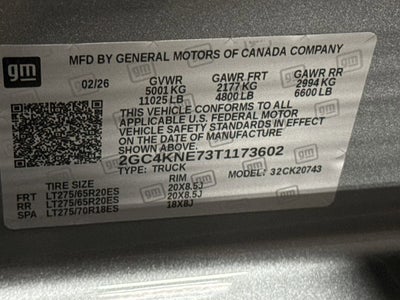 gm
MFD BY GENERAL MOTORS OF CANADA COMPANY
02/26 GVWR GAWR FRT GAWR RR
5001 KG 2177 KG 2994 KG
11025 LB 4800 LB 6600 LB
THIS VEHICLE CONFORMS TO ALL
APPLICABLE U.S. FEDERAL MOTOR
VEHICLE SAFETY STANDARDS IN EFFECT
ON THE DATE OF MANUFACTURE
SHOWN ABOVE.
2GC4KNE73T1173602
TYPE: TRUCK
MODEL: 32CK20743
TIRE SIZE RIM
FRT LT275/65R20ES 20X8.5J
RR LT275/65R20ES 20X8.5J
SPA LT275/70R18ES 18X8J